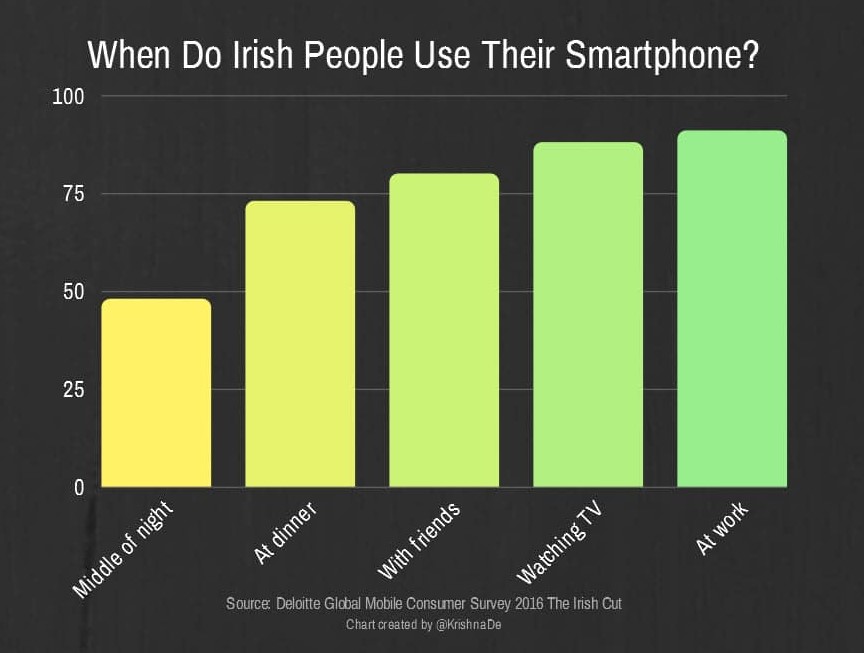 When Do Irish People Use Their Smartphone?
100
75
50
25
0
Middle of night
At dinner
With friends
Watching TV
At work
Source: Deloitte Global Mobile Consumer Survey 2016 The Irish Cut
Chart created by @KrishnaDe